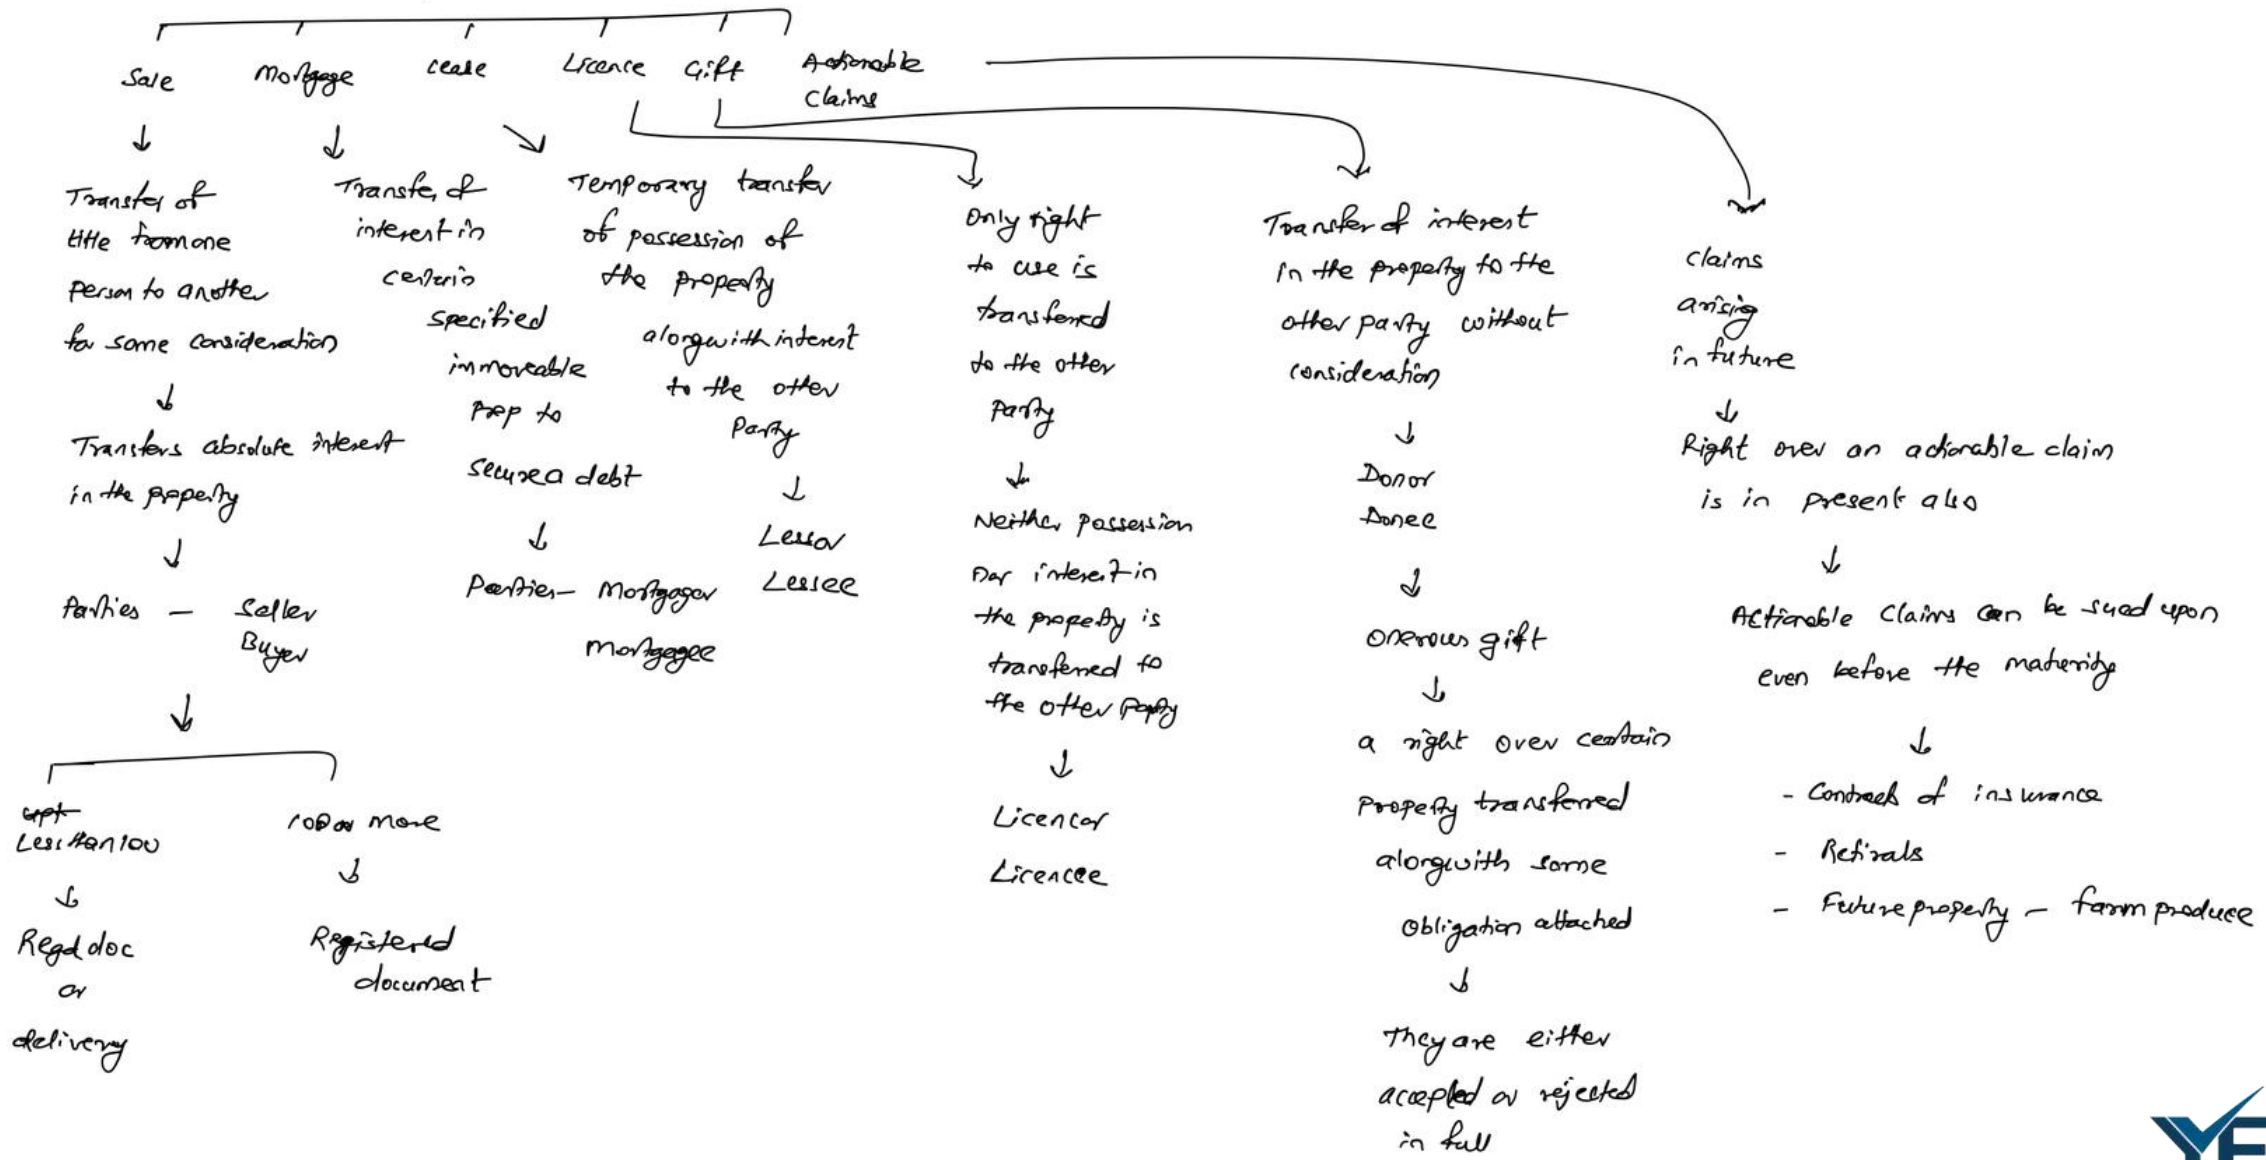 Sale
Mortgage
Lease
Licence
Gift
Actionable
Claims
Transfer of
title from one
person to another
for some consideration
Transfers absolute interest
in the property
Parties - Seller
Buyer
Less than 100
Regd doc
or
delivery
100 or more
Registered
document
Transfer of
interest in
certain
specified
immoveable
prop to
secure a debt
Parties - Mortgagor
Mortgagee
Temporary transfer
of possession of
the property
alongwith interest
to the other
Party
Lessor
Lessee
Only right
to use is
transferred
to the other
party
Neither possession
nor interest in
the property is
transferred to
the other party
Licencor
Licencee
Transfer of interest
in the property to the
other party without
consideration
Donor
Donee
Onerous gift
a right over certain
property transferred
alongwith some
obligation attached
They are either
accepted or rejected
in full
Claims
arising
in future
Right over an actionable claim
is in present also
Actionable Claims can be sued upon
even before the maturity
- Contract of insurance
- Retirals
- Future property - farm produce